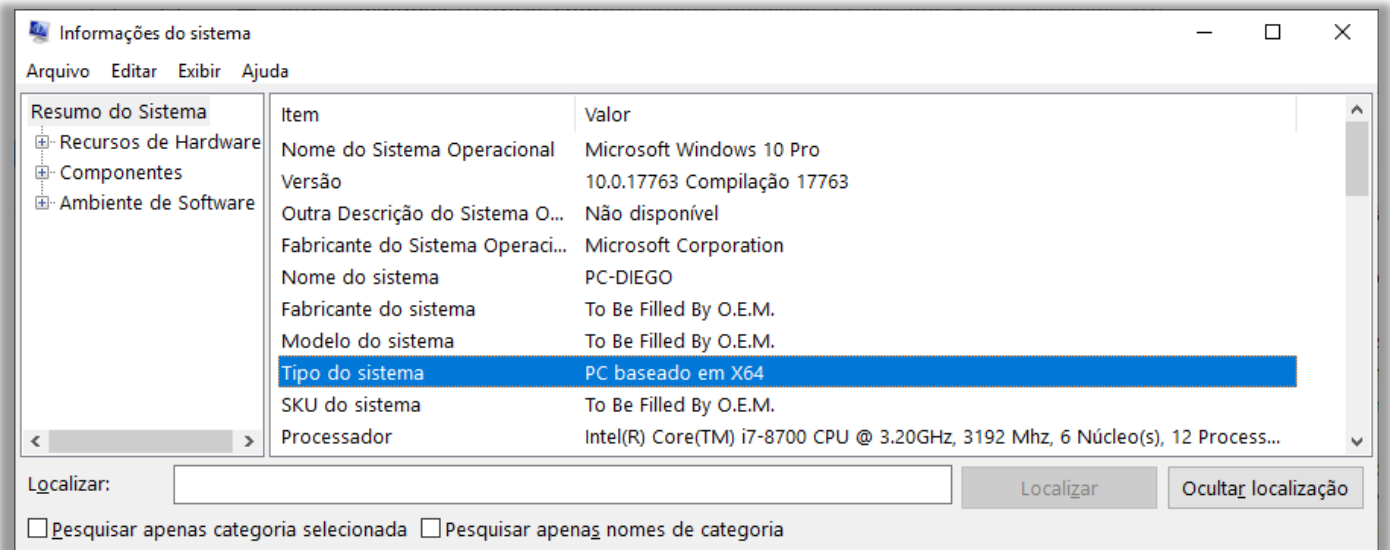 Informações do sistema
Arquivo Editar Exibir Ajuda
Resumo do Sistema
Recursos de Hardware
Componentes
Ambiente de Software
Item Valor
Nome do Sistema Operacional Microsoft Windows 10 Pro
Versão 10.0.17763 Compilação 17763
Outra Descrição do Sistema O... Não disponível
Fabricante do Sistema Operaci... Microsoft Corporation
Nome do sistema PC-DIEGO
Fabricante do sistema To Be Filled By O.E.M.
Modelo do sistema To Be Filled By O.E.M.
Tipo do sistema PC baseado em X64
SKU do sistema To Be Filled By O.E.M.
Processador Intel(R) Core(TM) i7-8700 CPU @ 3.20GHz, 3192 Mhz, 6 Núcleo(s), 12 Process...
Localizar: Localizar Ocultar localização
Pesquisar apenas categoria selecionada Pesquisar apenas nomes de categoria